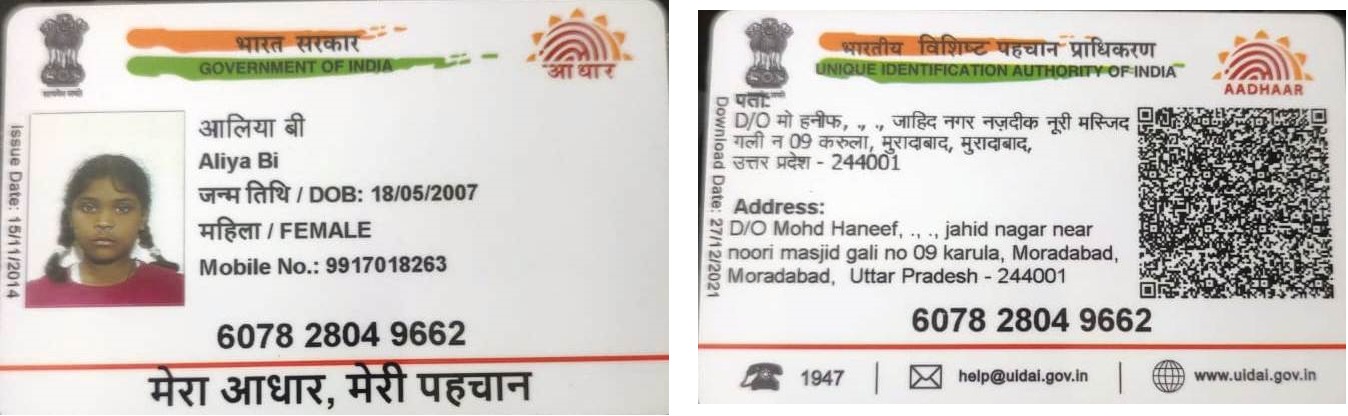 भारत सरकार
GOVERNMENT OF INDIA
आधार
सत्यमेव जयते
Issue Date: 15/11/2014
आलिया बी
Aliya Bi
जन्म तिथि / DOB: 18/05/2007
महिला / FEMALE
Mobile No.: 9917018263
6078 2804 9662
मेरा आधार, मेरी पहचान
भारतीय विशिष्ट पहचान प्राधिकरण
UNIQUE IDENTIFICATION AUTHORITY OF INDIA
AADHAAR
Download Date: 27/12/2021
पता:
D/O मो हनीफ, ., ., जाहिद नगर नज़दीक नूरी मस्जिद
गली न 09 करुला, मुरादाबाद, मुरादाबाद,
उत्तर प्रदेश - 244001
Address:
D/O Mohd Haneef, ., ., jahid nagar near
noori masjid gali no 09 karula, Moradabad,
Moradabad, Uttar Pradesh - 244001
6078 2804 9662
1947
help@uidai.gov.in
www.uidai.gov.in